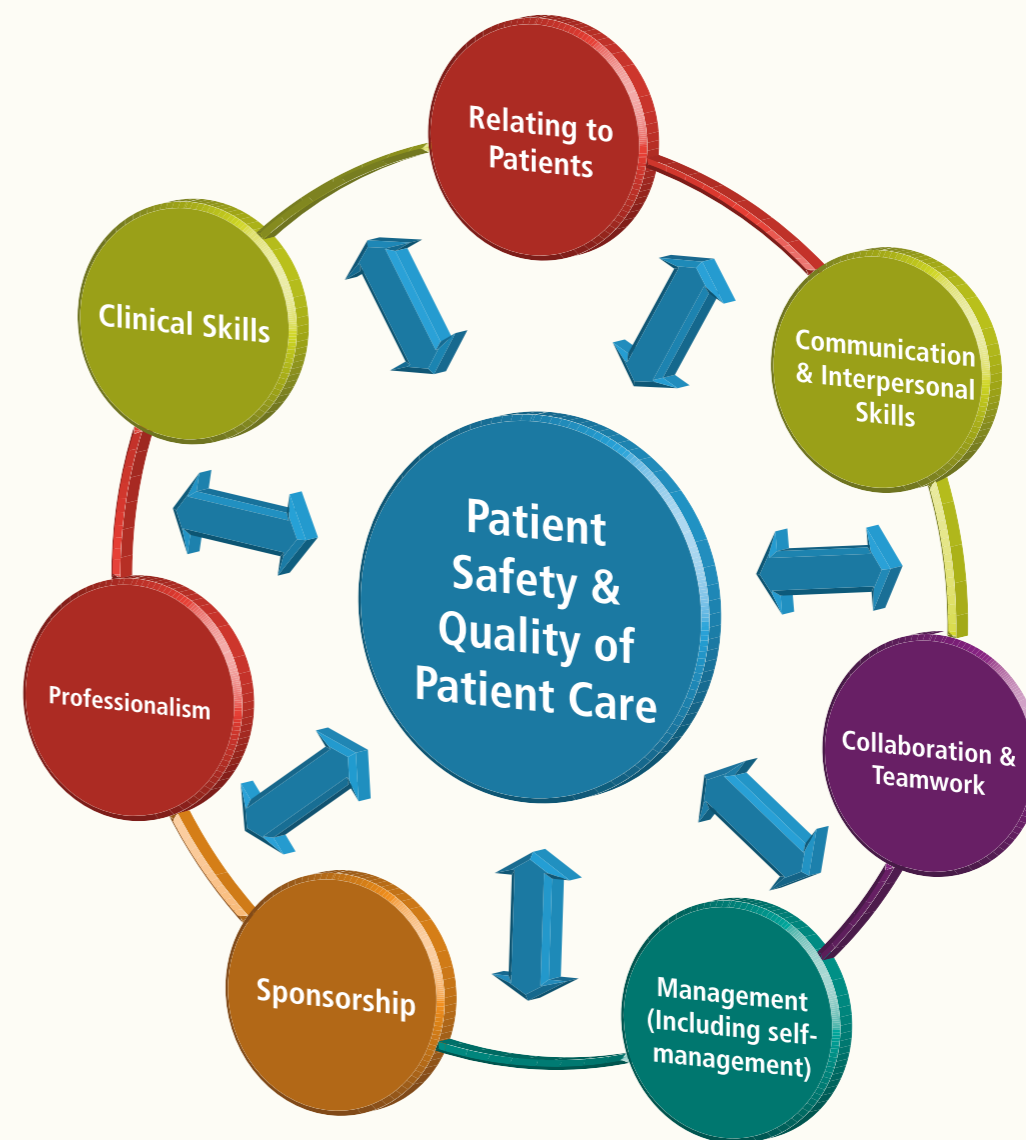 Relating to
Patients
Clinical Skills
Communication
& Interpersonal
Skills
Patient
Safety &
Quality of
Patient Care
Professionalism
Collaboration &
Teamwork
Sponsorship
Management
(Including self-
management)